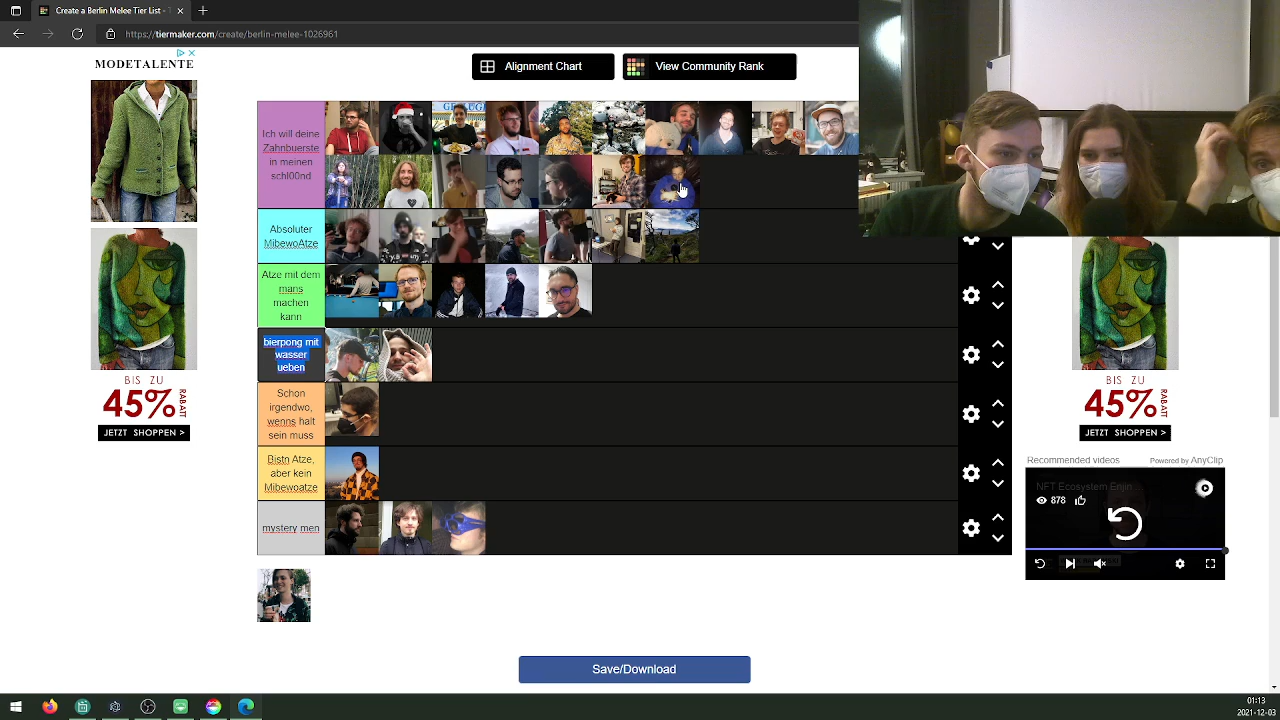 Create a Berlin Melee Tier List - T
https://tiermaker.com/create/berlin-melee-1026961
MODETALENTE
Alignment Chart
View Community Rank
Ich will deine
Zahnbuerste
in meinen
schl00nd
Absoluter
MibewoAtze
Atze mit dem
mans
machen
kann
bierpong mit
wasser
ueben
Schon
irgendwo,
wenns halt
sein muss
Bistn Atze,
aber kein
Mibewoatze
mystery men
BIS ZU
45%
RABATT
JETZT SHOPPEN >
BIS ZU
45%
RABATT
JETZT SHOPPEN >
Recommended videos
Powered by AnyClip
NFT Ecosystem Enjin
878
Save/Download
01:13
2021-12-03